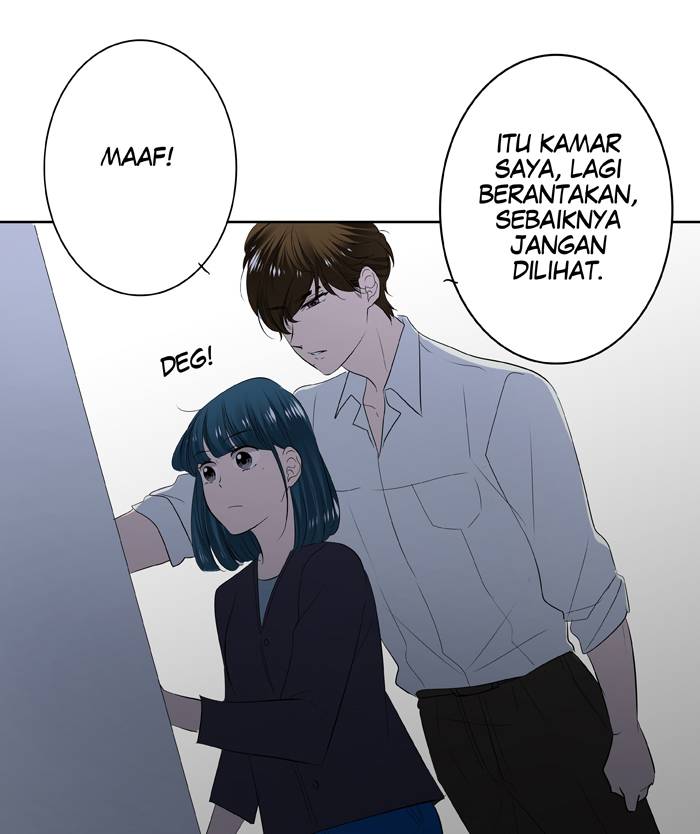 MAAF!
ITU KAMAR
SAYA, LAGI
BERANTAKAN,
SEBAIKNYA
JANGAN
DILIHAT.
DEG!